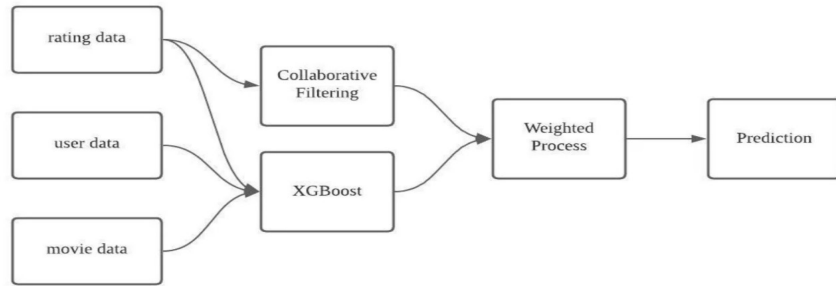 rating data
user data
movie data
Collaborative
Filtering
XGBoost
Weighted
Process
Prediction